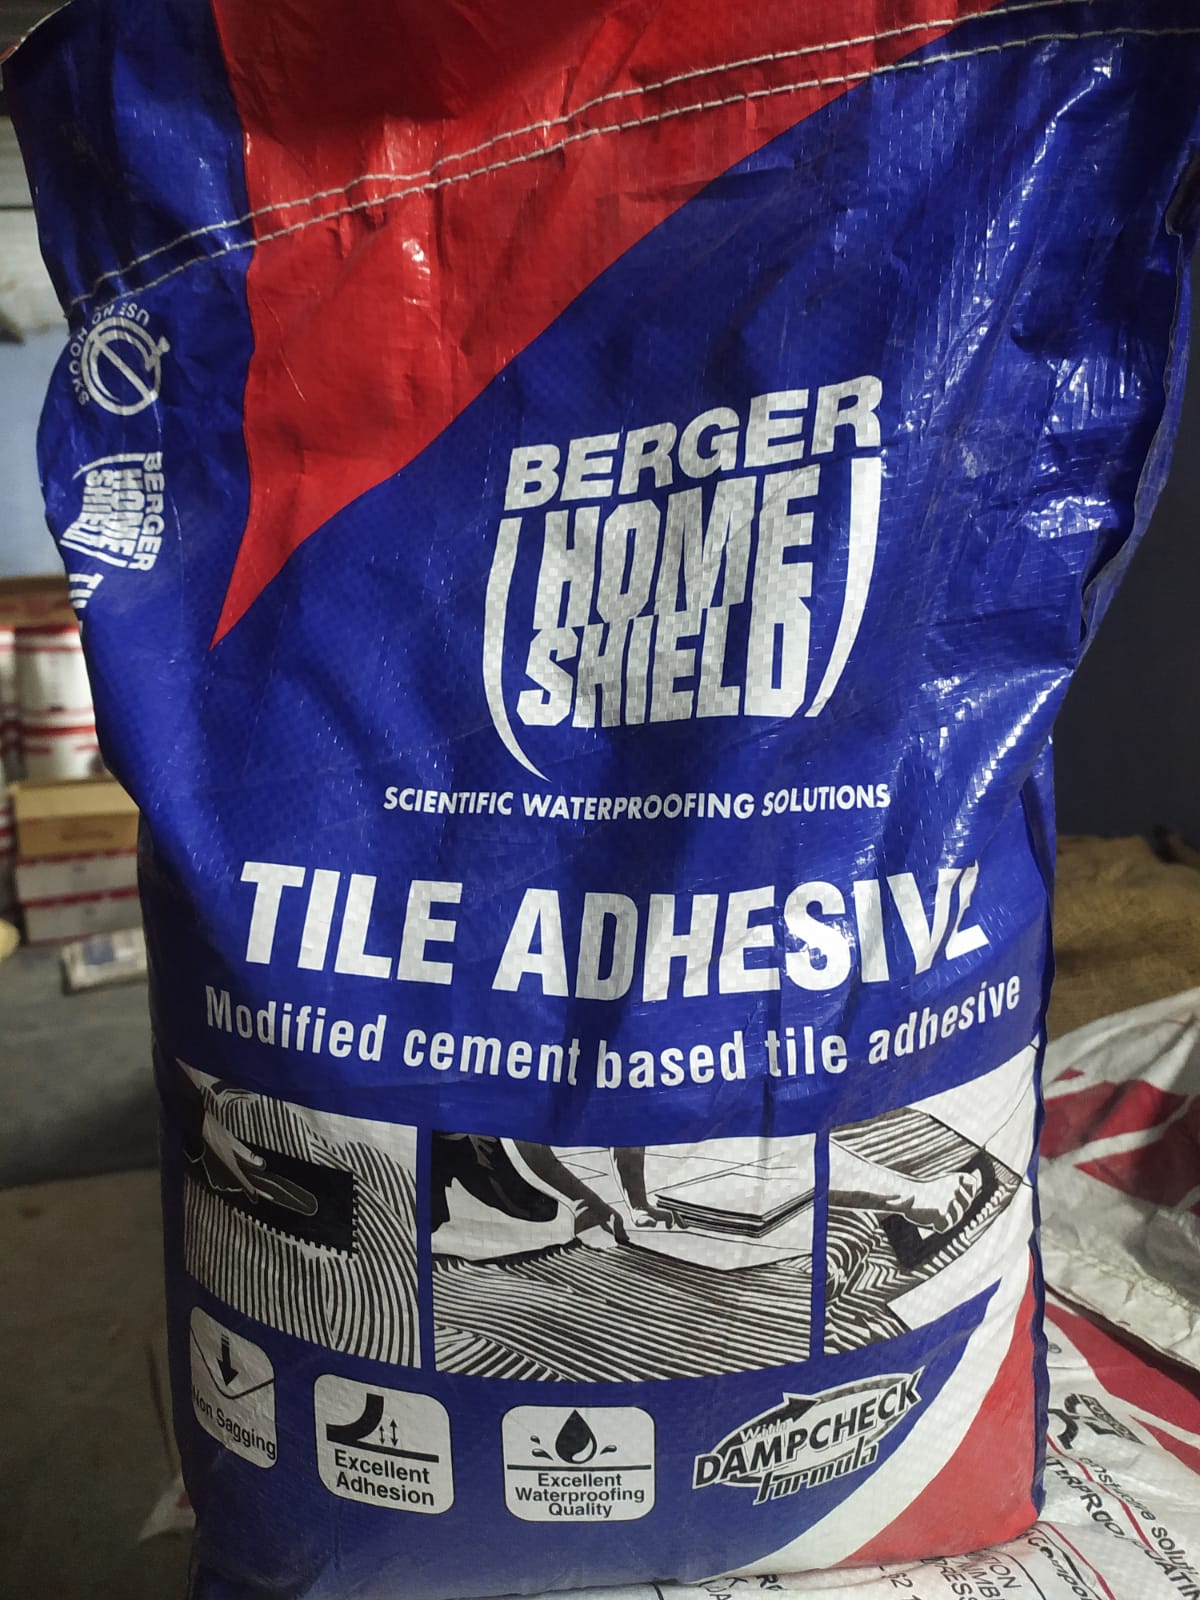 USE NO HOOKS
BERGER
HOME
SHIELD
BERGER
HOME
SHIELD
SCIENTIFIC WATERPROOFING SOLUTIONS
TILE ADHESIVE
Modified cement based tile adhesive
Non Sagging
Excellent
Adhesion
Excellent
Waterproofing
Quality
With
DAMPCHECK
formula